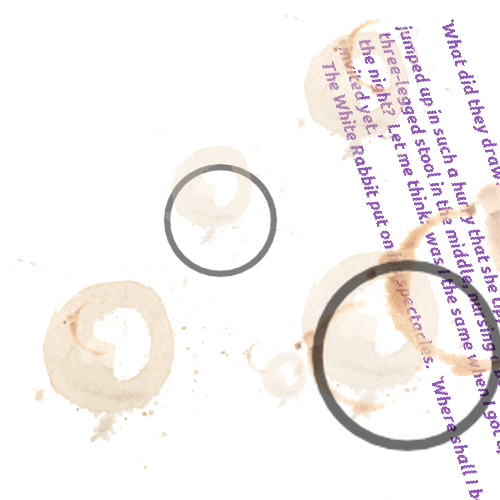 'What did they draw
jumped up in such a hurry that she tip
three-legged stool in the middle, nursing a
the night? Let me think: was I the same when I got
invited yet.'
The White Rabbit put on his spectacles. 'Where shall I b